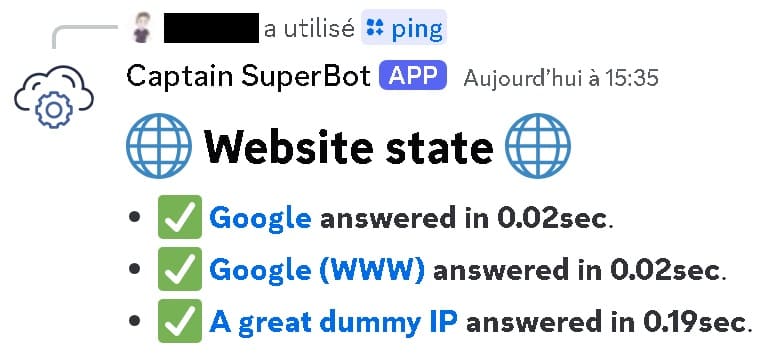 a utilisé ping
Captain SuperBot APP Aujourd'hui à 15:35
Website state
• Google answered in 0.02sec.
• Google (WWW) answered in 0.02sec.
• A great dummy IP answered in 0.19sec.